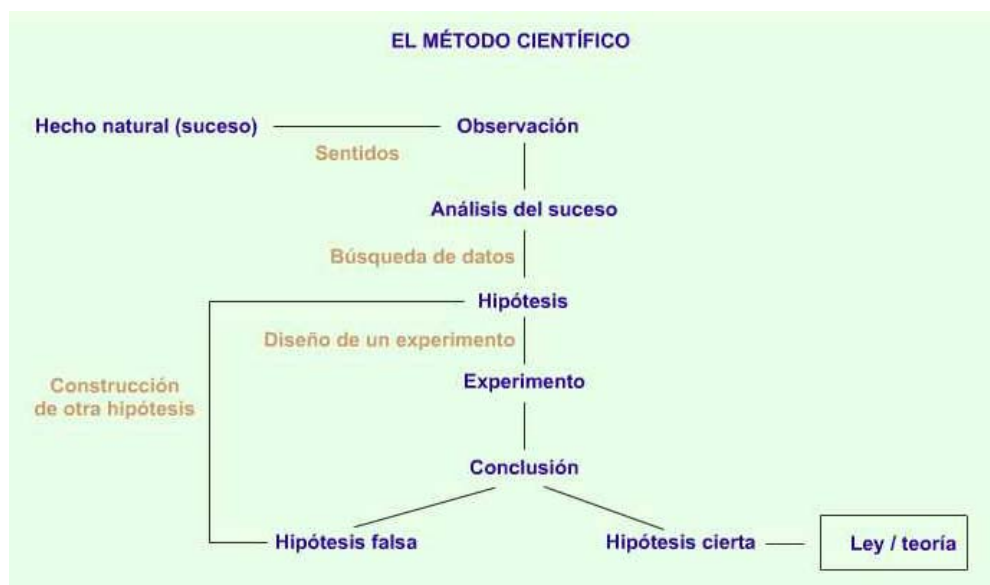 EL MÉTODO CIENTÍFICO
Hecho natural (suceso)
Observación
Sentidos
Análisis del suceso
Búsqueda de datos
Hipótesis
Diseño de un experimento
Experimento
Construcción
de otra hipótesis
Conclusión
Hipótesis falsa
Hipótesis cierta
Ley / teoría